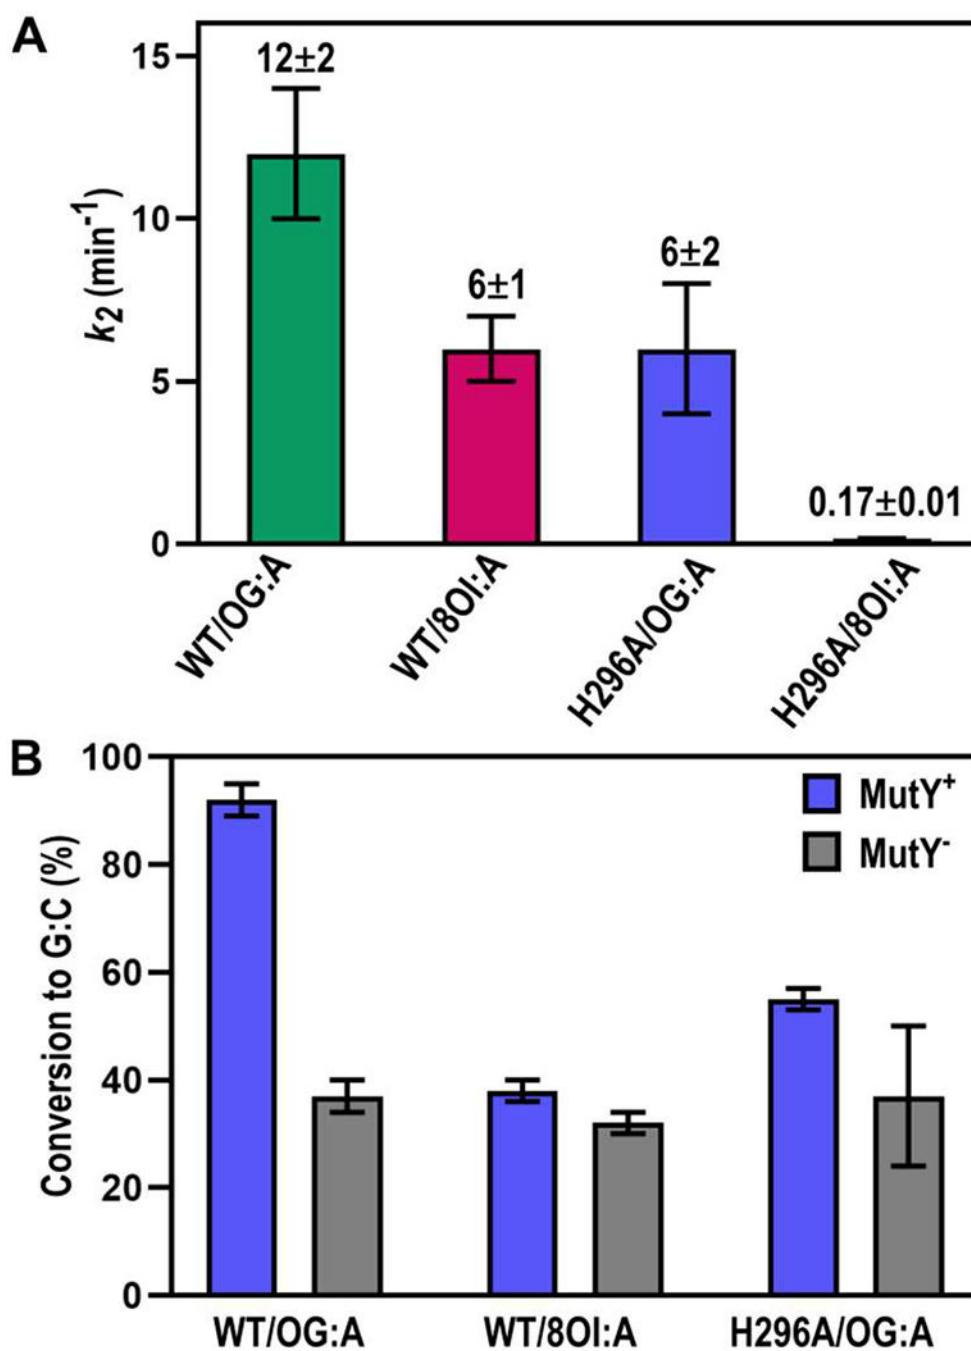 A
15
10
5
0
k₂ (min⁻¹)
12±2
6±1
6±2
0.17±0.01
WT/OG:A
WT/8OI:A
H296A/OG:A
H296A/8OI:A
B
100
80
60
40
20
0
Conversion to G:C (%)
MutY⁺
MutY⁻
WT/OG:A
WT/8OI:A
H296A/OG:A